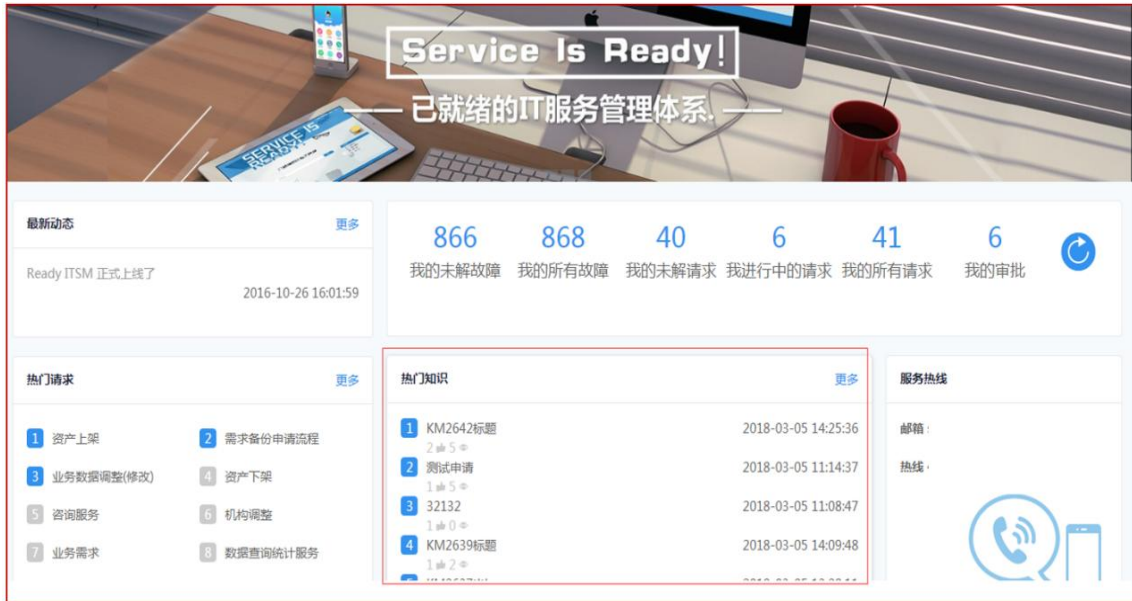 Service Is Ready!
已就绪的IT服务管理体系.
SERVICE IS
READY!
最新动态 更多
Ready ITSM 正式上线了
2016-10-26 16:01:59
866 868 40 6 41 6
我的未解故障 我的所有故障 我的未解请求 我进行中的请求 我的所有请求 我的审批
热门请求 更多
1 资产上架 2 需求备份申请流程
3 业务数据调整(修改) 4 资产下架
5 咨询服务 6 机构调整
7 业务需求 8 数据查询统计服务
热门知识 更多
1 KM2642标题 2018-03-05 14:25:36
2 5
2 测试申请 2018-03-05 11:14:37
1 5
3 32132 2018-03-05 11:08:47
1 0
4 KM2639标题 2018-03-05 14:09:48
1 2
服务热线
邮箱:
热线